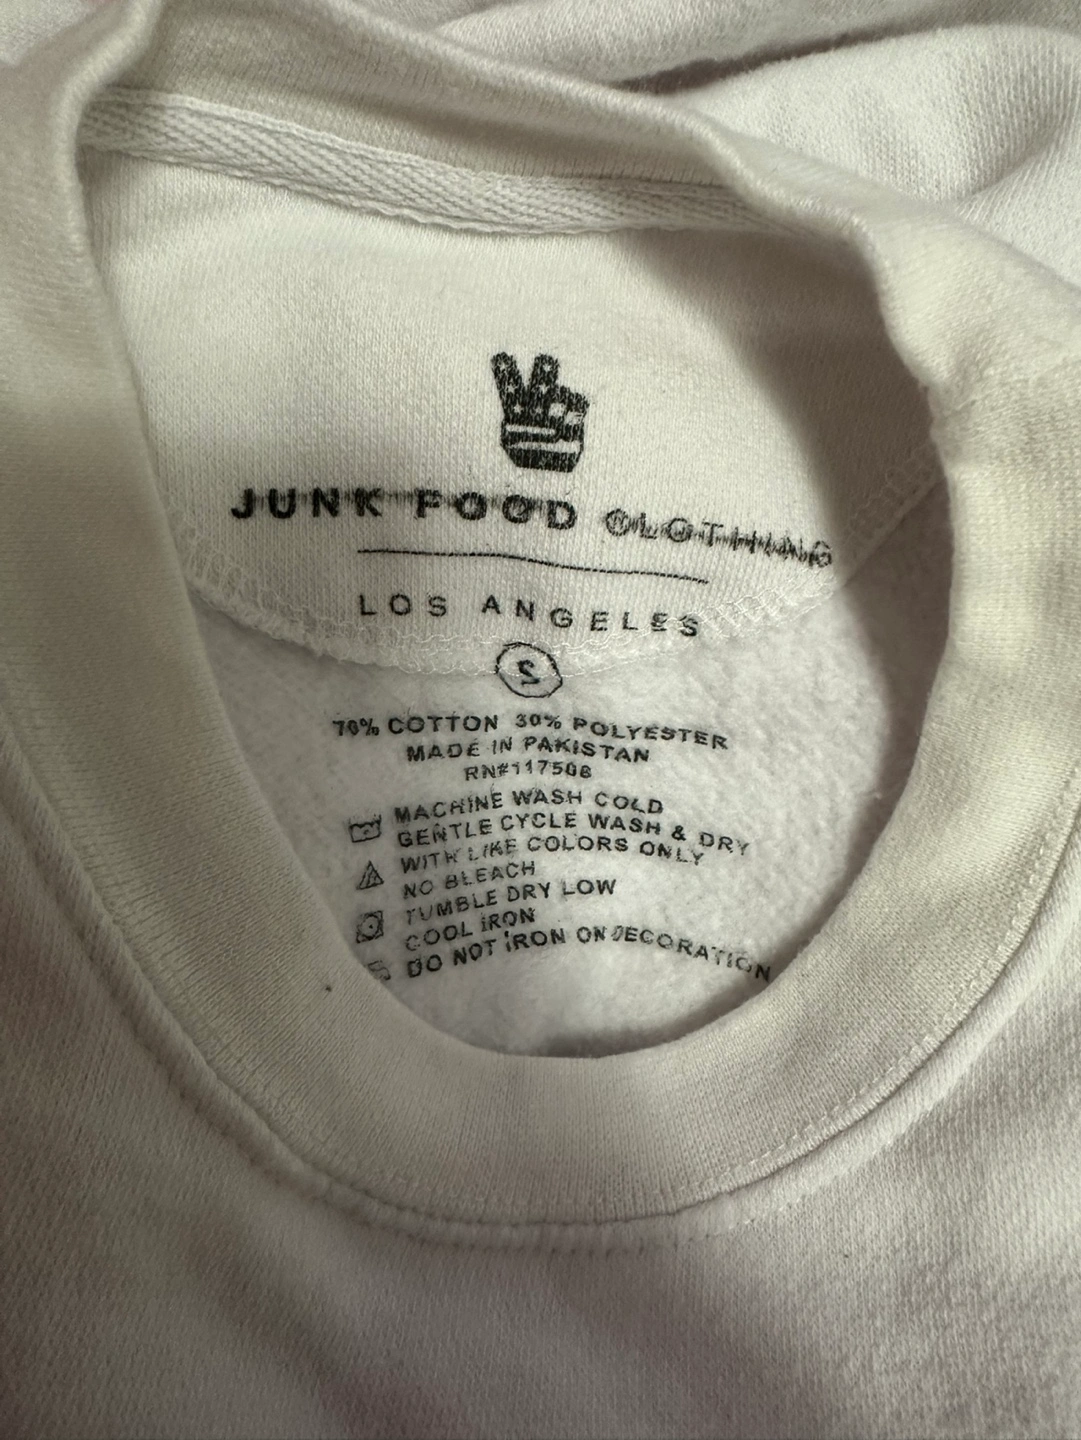 JUNK FOOD CLOTHING
LOS ANGELES
2
70% COTTON 30% POLYESTER
MADE IN PAKISTAN
RN#117508
MACHINE WASH COLD
GENTLE CYCLE WASH & DRY
WITH LIKE COLORS ONLY
NO BLEACH
TUMBLE DRY LOW
COOL IRON
DO NOT IRON ON DECORATION